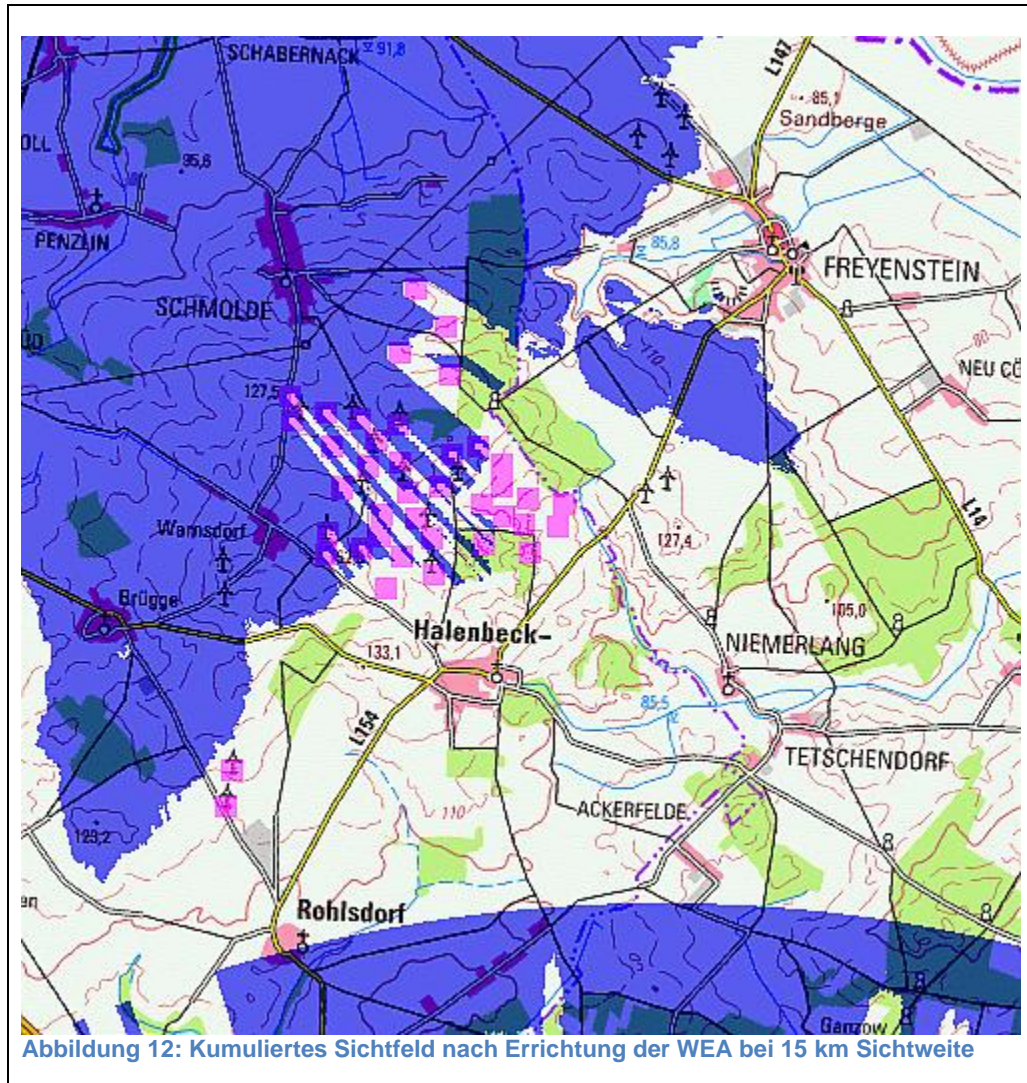 SCHABERNACK
91,8
L147
85,1
Sandberge
95,6
PENZLIN
85,8
FREYENSTEIN
SCHMOLDE
110
80
NEU CÖ
127,5
L14
Warnsdorf
127,4
105,0
Brügge
Halenbeck-
NIEMERLANG
133,1
85,5
L154
TETSCHENDORF
110
ACKERFELDE
123,2
en
Rohlsdorf
Ganzow
Abbildung 12: Kumuliertes Sichtfeld nach Errichtung der WEA bei 15 km Sichtweite